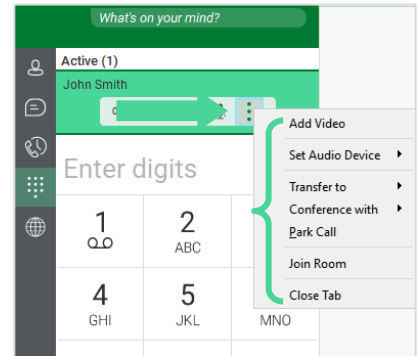 What's on your mind?
Active (1)
John Smith
Enter digits
Add Video
Set Audio Device
Transfer to
Conference with
Park Call
Join Room
Close Tab
1
2
ABC
4
GHI
5
JKL
MNO